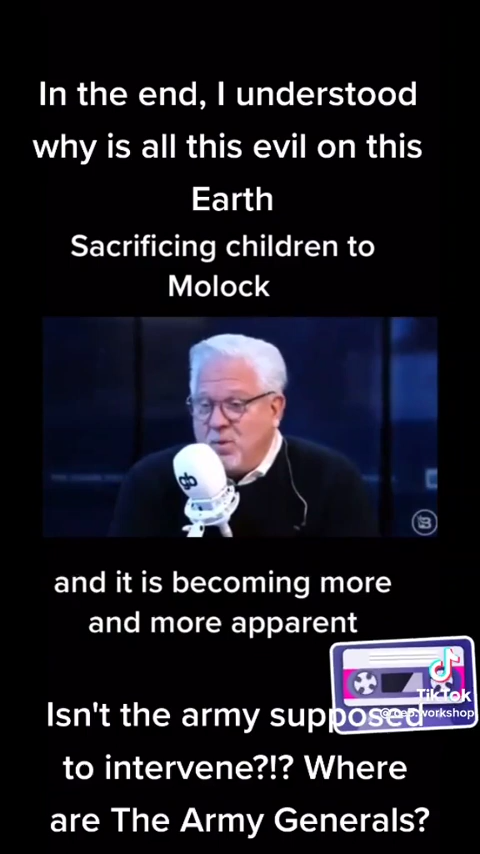 In the end, I understood
why is all this evil on this
Earth
Sacrificing children to
Molock
gb
B
and it is becoming more
and more apparent
TikTok
Isn't the army supposed
to intervene?!? Where
are The Army Generals?